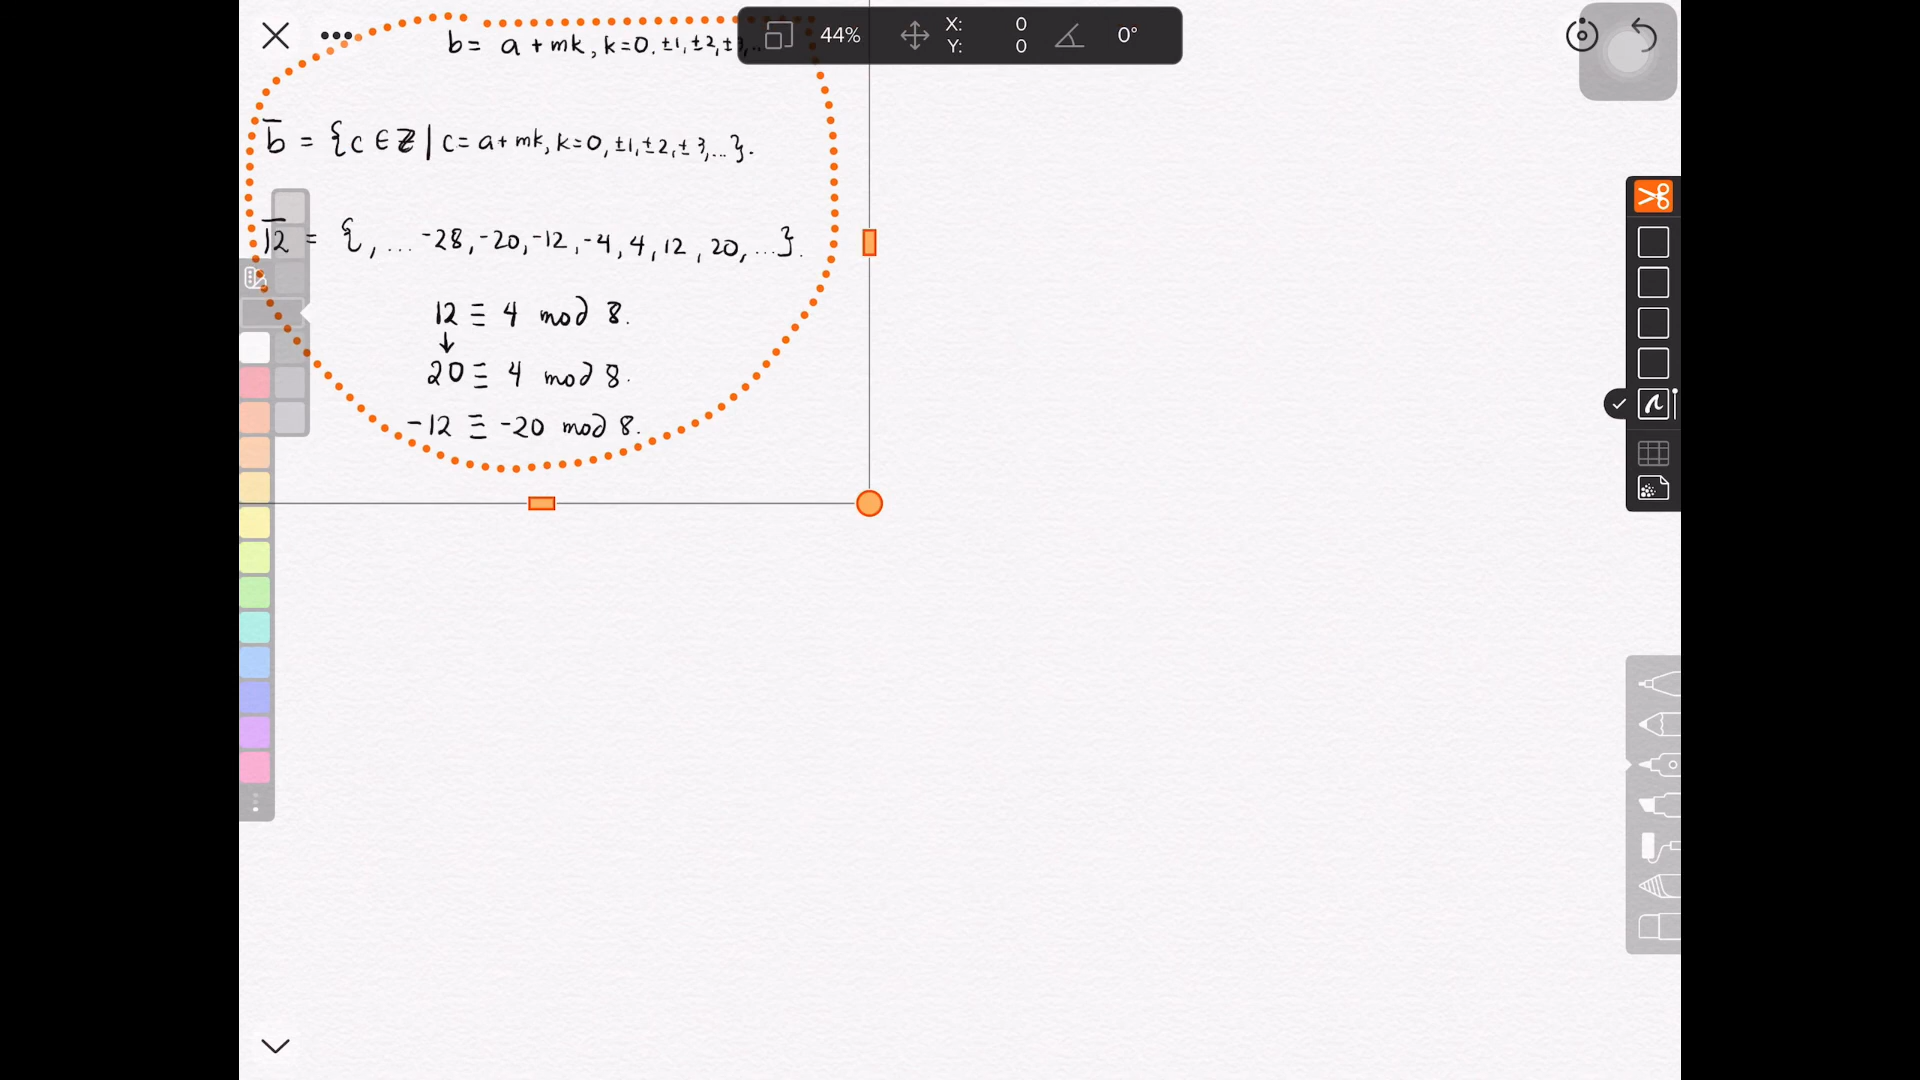 44% X: 0 Y: 0 0°
b = a + mk, k=0, ±1, ±2, ±
b̅ = {c ∈ ℤ | c = a + mk, k=0, ±1, ±2, ± 3, ...}.
1̅2̅ = {, ... -28, -20, -12, -4, 4, 12, 20, ...}.
12 ≡ 4 mod 8.
↓
20 ≡ 4 mod 8.
-12 ≡ -20 mod 8.